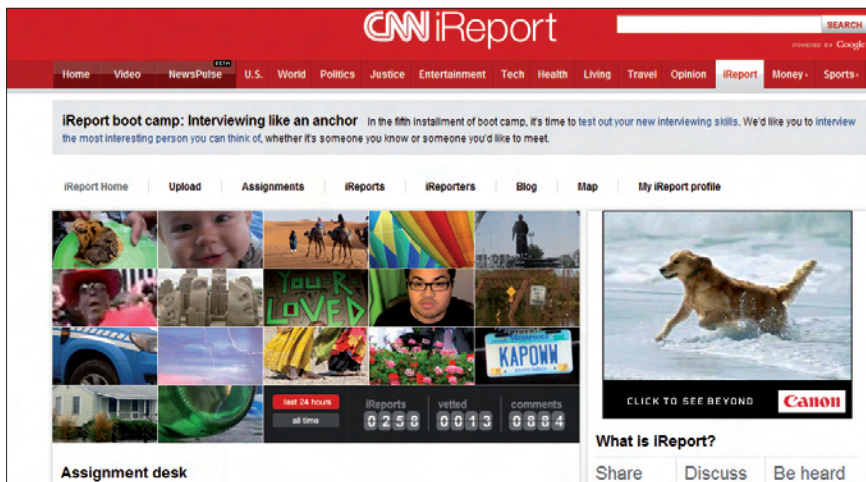 CNN iReport
SEARCH
POWERED BY Google
BETA
Home Video NewsPulse U.S. World Politics Justice Entertainment Tech Health Living Travel Opinion iReport Money Sports
iReport boot camp: Interviewing like an anchor In the fifth installment of boot camp, it's time to test out your new interviewing skills. We'd like you to interview
the most interesting person you can think of, whether it's someone you know or someone you'd like to meet.
iReport Home Upload Assignments iReports iReporters Blog Map My iReport profile
YOU-R
LOVED
Minnesota
KAPOWW
last 24 hours
all time
iReports vetted comments
0258 0013 0884
CLICK TO SEE BEYOND Canon
What is iReport?
Assignment desk
Share Discuss Be heard